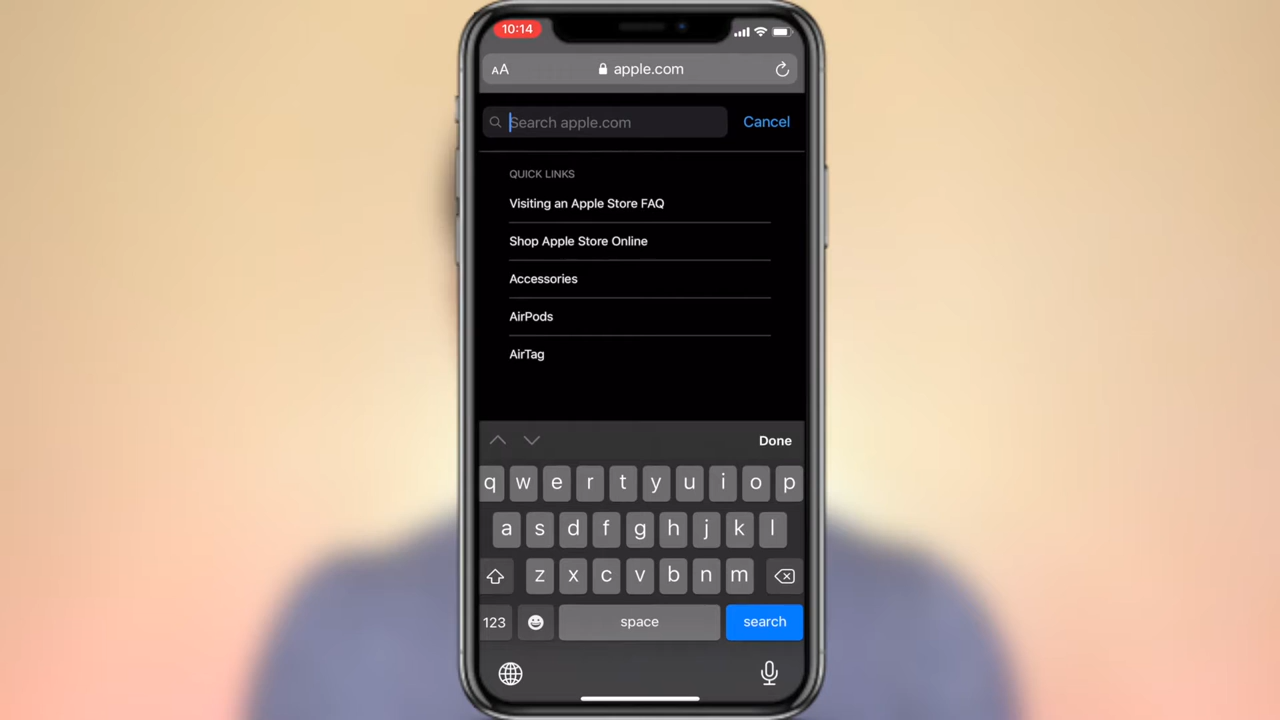 10:14
AA apple.com
Search apple.com Cancel
QUICK LINKS
Visiting an Apple Store FAQ
Shop Apple Store Online
Accessories
AirPods
AirTag
Done
q w e r t y u i o p
a s d f g h j k l
z x c v b n m
123 space search